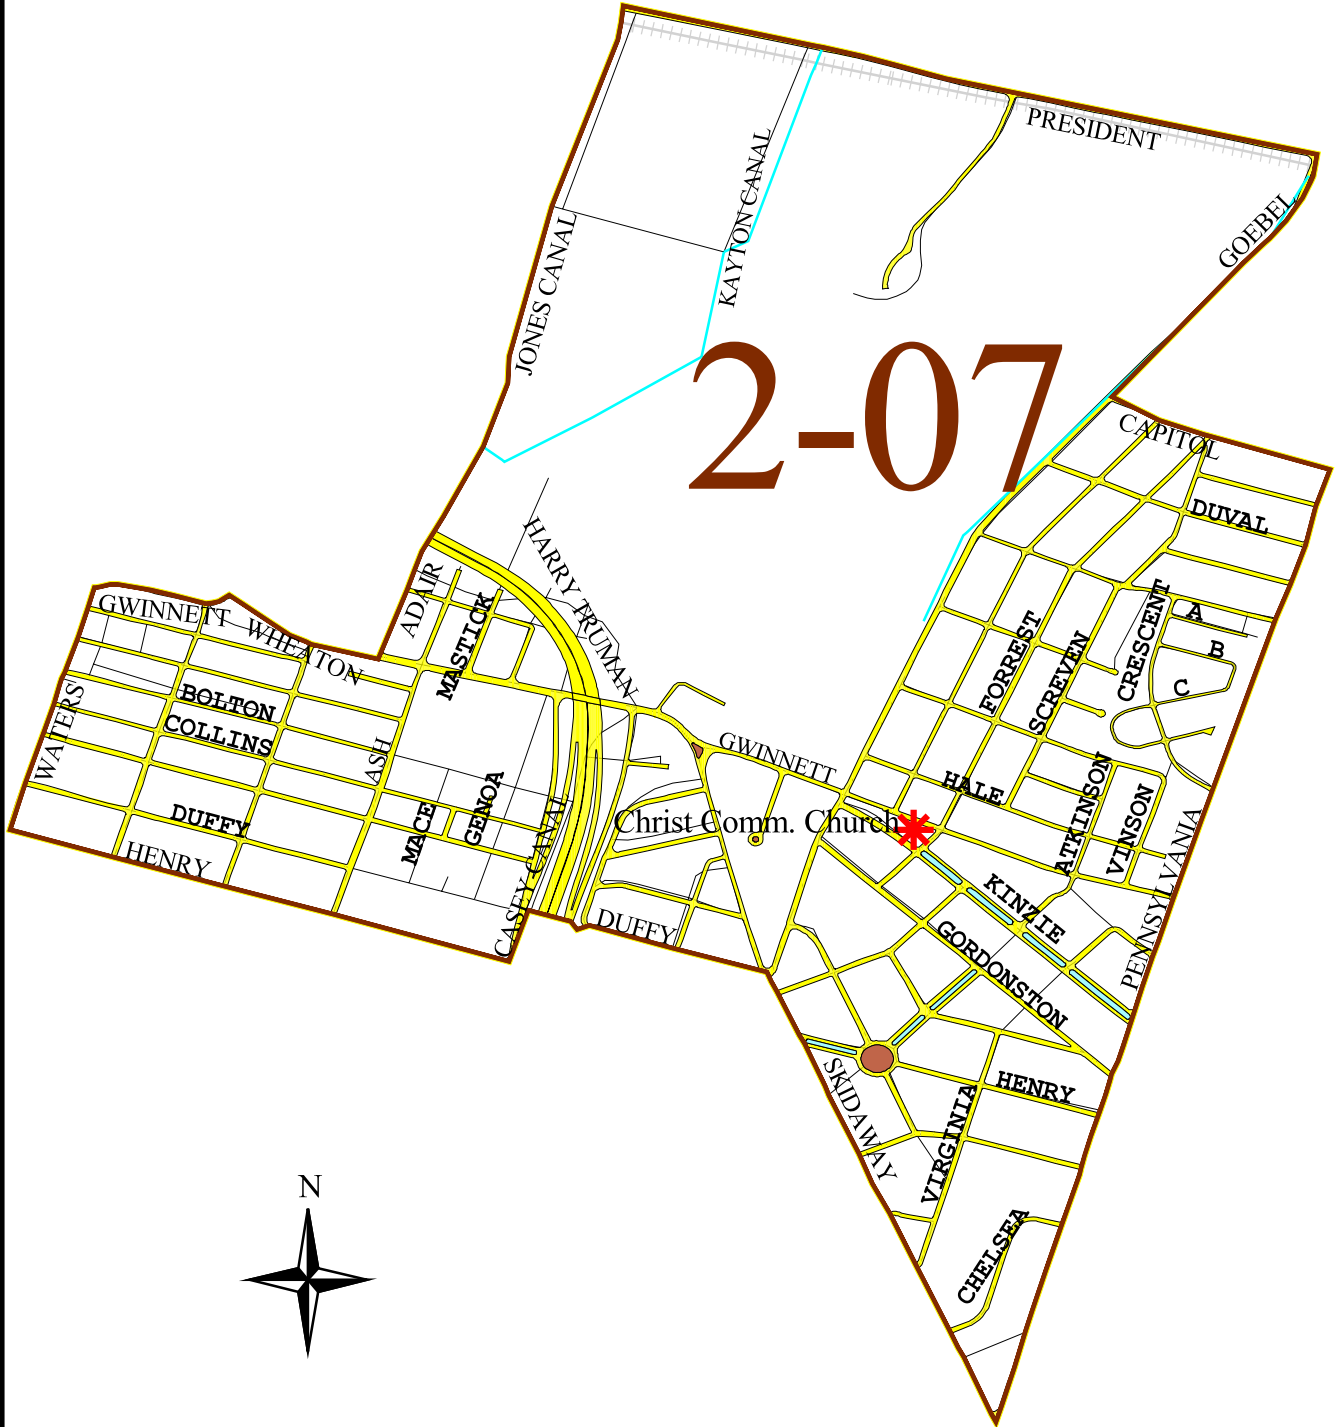 PRESIDENT
GOEBEL
KAYTON CANAL
JONES CANAL
2-07
CAPITOL
DUVAL
HARRY TRUMAN
ADAIR
MASTICK
GWINNETT
WHEATON
FORREST
SCREVEN
CRESCENT
A
B
C
BOLTON
COLLINS
WATERS
ASH
GWINNETT
HALE
ATKINSON
VINSON
MACE
GENOA
Christ Comm. Church
DUFFY
HENRY
CASEY CANAL
DUFFY
KINZIE
GORDONSTON
PENNSYLVANIA
SKIDAWAY
HENRY
VIRGINIA
CHELSEA
N